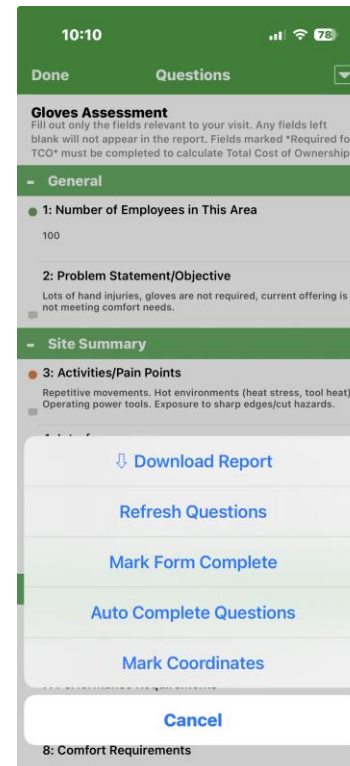 10:10
78
Done Questions
Gloves Assessment
Fill out only the fields relevant to your visit. Any fields left
blank will not appear in the report. Fields marked *Required fo
TCO* must be completed to calculate Total Cost of Ownership
- General
1: Number of Employees in This Area
100
2: Problem Statement/Objective
Lots of hand injuries, gloves are not required, current offering is
not meeting comfort needs.
- Site Summary
3: Activities/Pain Points
Repetitive movements. Hot environments (heat stress, tool heat)
Operating power tools. Exposure to sharp edges/cut hazards.
Download Report
Refresh Questions
Mark Form Complete
Auto Complete Questions
Mark Coordinates
Cancel
8: Comfort Requirements